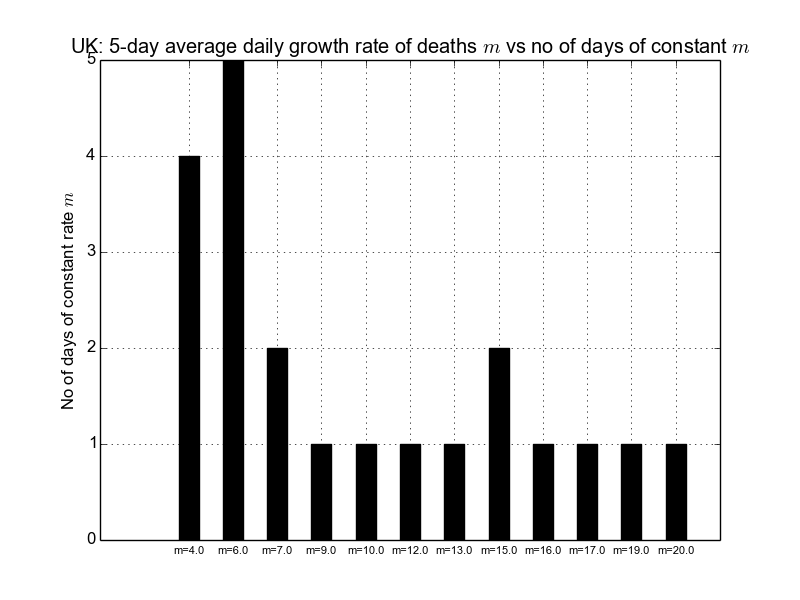 UK: 5-day average daily growth rate of deaths m vs no of days of constant m
5
4
3
2
1
0
No of days of constant rate m
m=4.0 m=6.0 m=7.0 m=9.0 m=10.0 m=12.0 m=13.0 m=15.0 m=16.0 m=17.0 m=19.0 m=20.0